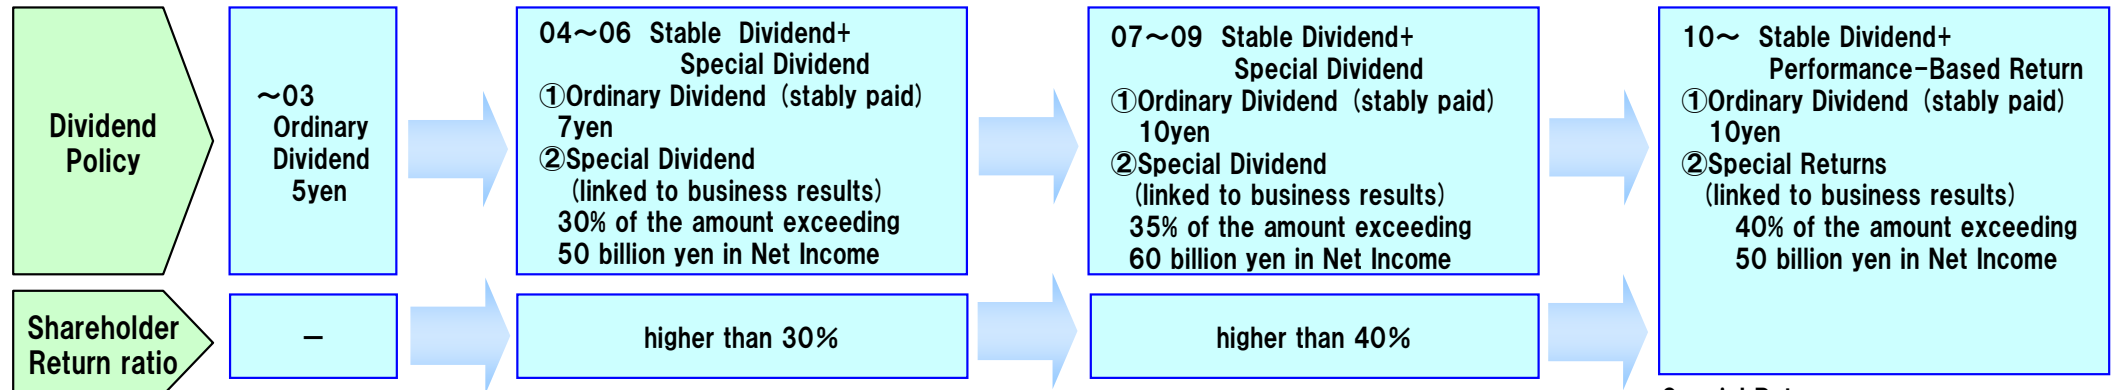 Dividend
Policy
～03
Ordinary
Dividend
5yen
04～06 Stable Dividend+
Special Dividend
①Ordinary Dividend (stably paid)
7yen
②Special Dividend
(linked to business results)
30% of the amount exceeding
50 billion yen in Net Income
07～09 Stable Dividend+
Special Dividend
①Ordinary Dividend (stably paid)
10yen
②Special Dividend
(linked to business results)
35% of the amount exceeding
60 billion yen in Net Income
10～ Stable Dividend+
Performance-Based Return
①Ordinary Dividend (stably paid)
10yen
②Special Returns
(linked to business results)
40% of the amount exceeding
50 billion yen in Net Income
Shareholder
Return ratio
－
higher than 30%
higher than 40%